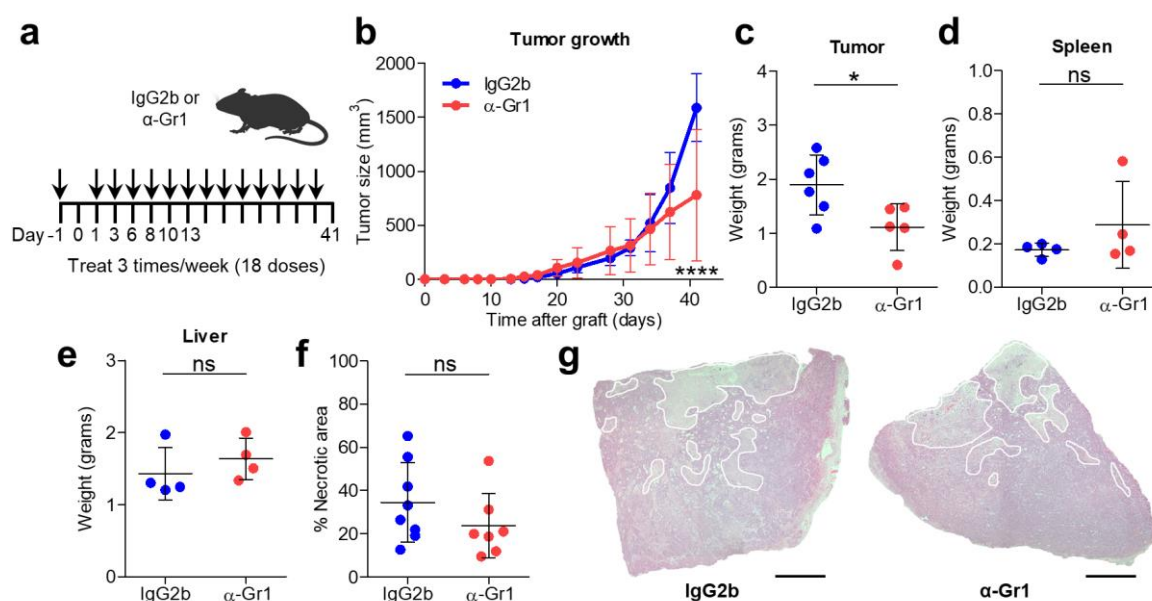 a
IgG2b or
α-Gr1
Day -1 0 1 3 6 8 10 13 41
Treat 3 times/week (18 doses)
b
Tumor growth
IgG2b
α-Gr1
Tumor size (mm3)
2000
1500
1000
500
0
****
0 10 20 30 40
Time after graft (days)
c
Tumor
*
Weight (grams)
4
3
2
1
0
IgG2b α-Gr1
d
Spleen
ns
Weight (grams)
1.0
0.8
0.6
0.4
0.2
0.0
IgG2b α-Gr1
e
Liver
ns
Weight (grams)
3
2
1
0
IgG2b α-Gr1
f
ns
% Necrotic area
100
80
60
40
20
0
IgG2b α-Gr1
g
IgG2b
α-Gr1